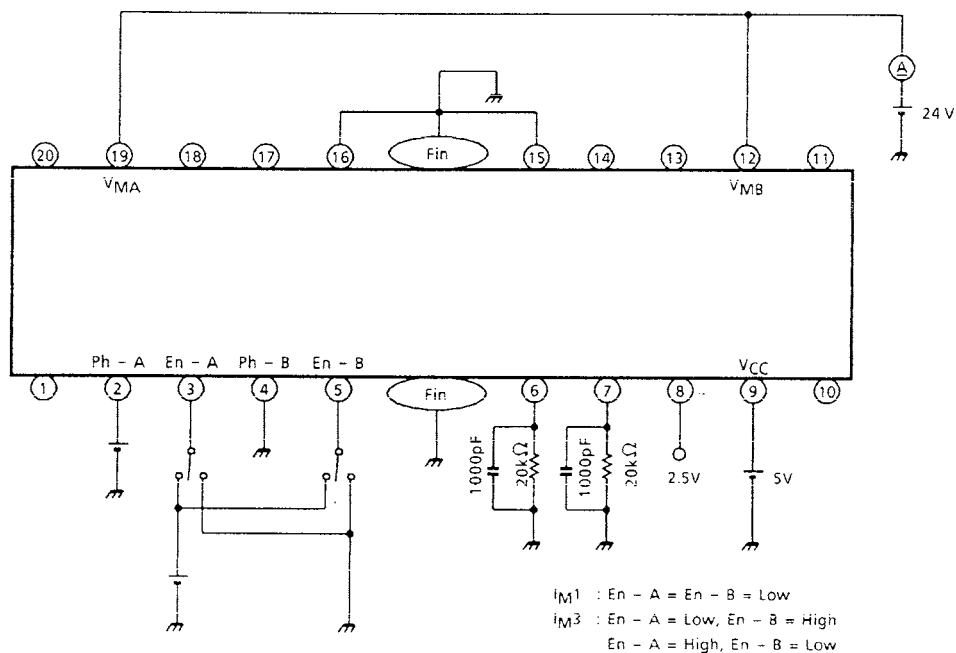 A
24 V
20 19 18 17 16 Fin 15 14 13 12 11
VMA VMB
Ph – A En – A Ph – B En – B VCC
1 2 3 4 5 Fin 6 7 8 9 10
1000pF 20kΩ 1000pF 20kΩ 2.5V 5V
IM1 : En – A = En – B = Low
IM3 : En – A = Low, En – B = High
En – A = High, En – B = Low